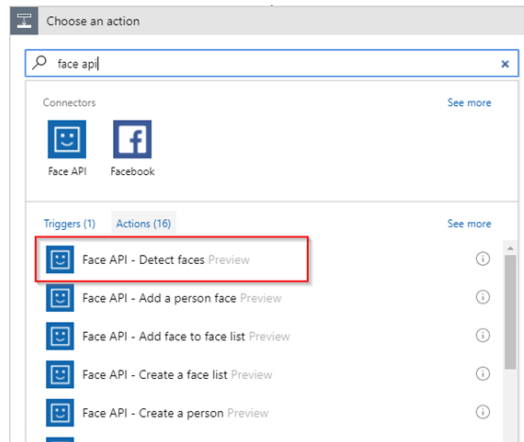 Choose an action
face api
Connectors
See more
Face API
Facebook
Triggers (1)
Actions (16)
See more
Face API - Detect faces Preview
Face API - Add a person face Preview
Face API - Add face to face list Preview
Face API - Create a face list Preview
Face API - Create a person Preview